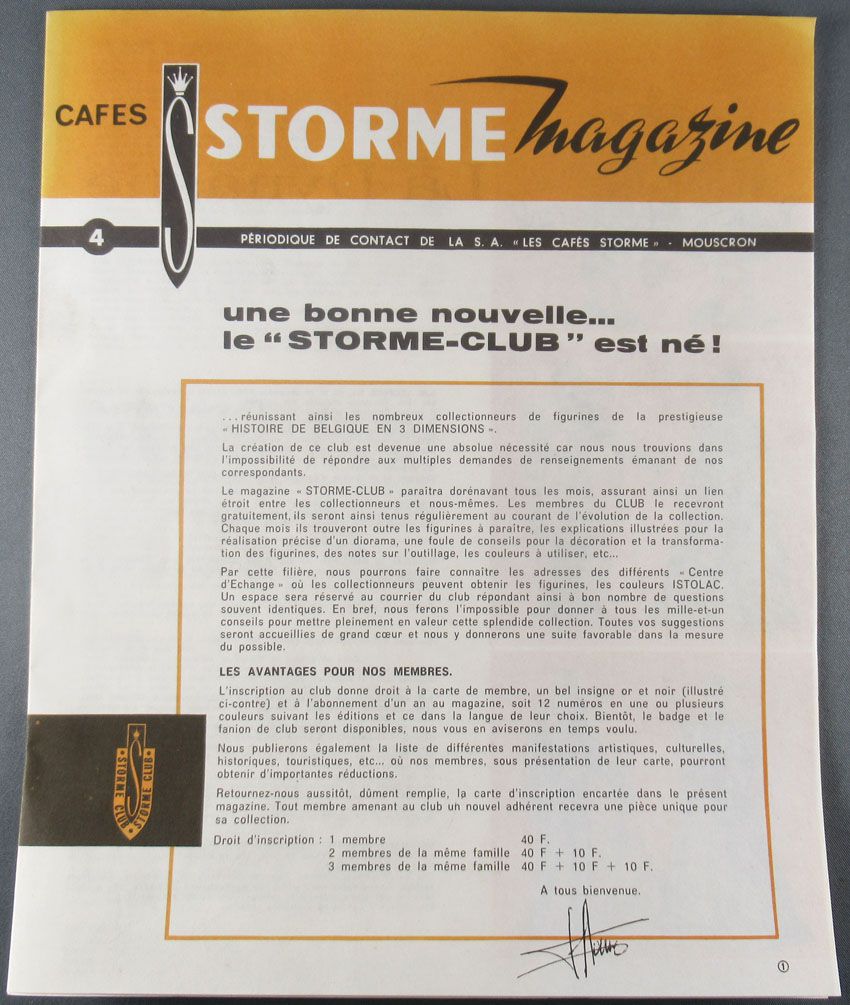 CAFES S STORME magazine
4 PÉRIODIQUE DE CONTACT DE LA S. A. « LES CAFÉS STORME » - MOUSCRON
une bonne nouvelle...
le “ STORME-CLUB ” est né !
...réunissant ainsi les nombreux collectionneurs de figurines de la prestigieuse
« HISTOIRE DE BELGIQUE EN 3 DIMENSIONS ».
La création de ce club est devenue une absolue nécessité car nous nous trouvions dans
l'impossibilité de répondre aux multiples demandes de renseignements émanant de nos
correspondants.
Le magazine « STORME-CLUB » paraîtra dorénavant tous les mois, assurant ainsi un lien
étroit entre les collectionneurs et nous-mêmes. Les membres du CLUB le recevront
gratuitement, ils seront ainsi tenus régulièrement au courant de l'évolution de la collection.
Chaque mois ils trouveront outre les figurines à paraître, les explications illustrées pour la
réalisation précise d'un diorama, une foule de conseils pour la décoration et la transforma-
tion des figurines, des notes sur l'outillage, les couleurs à utiliser, etc...
Par cette filière, nous pourrons faire connaître les adresses des différents « Centre
d'Echange » où les collectionneurs peuvent obtenir les figurines, les couleurs ISTOLAC.
Un espace sera réservé au courrier du club répondant ainsi à bon nombre de questions
souvent identiques. En bref, nous ferons l'impossible pour donner à tous les mille-et-un
conseils pour mettre pleinement en valeur cette splendide collection. Toutes vos suggestions
seront accueillies de grand cœur et nous y donnerons une suite favorable dans la mesure
du possible.
LES AVANTAGES POUR NOS MEMBRES.
L'inscription au club donne droit à la carte de membre, un bel insigne or et noir (illustré
ci-contre) et à l'abonnement d'un an au magazine, soit 12 numéros en une ou plusieurs
couleurs suivant les éditions et ce dans la langue de leur choix. Bientôt, le badge et le
fanion de club seront disponibles, nous vous en aviserons en temps voulu.
Nous publierons également la liste de différentes manifestations artistiques, culturelles,
historiques, touristiques, etc... où nos membres, sous présentation de leur carte, pourront
obtenir d'importantes réductions.
Retournez-nous aussitôt, dûment remplie, la carte d'inscription encartée dans le présent
magazine. Tout membre amenant au club un nouvel adhérent recevra une pièce unique pour
sa collection.
Droit d'inscription : 1 membre 40 F.
2 membres de la même famille 40 F + 10 F.
3 membres de la même famille 40 F + 10 F + 10 F.
A tous bienvenue.
STORME CLUB
STORME CLUB
1